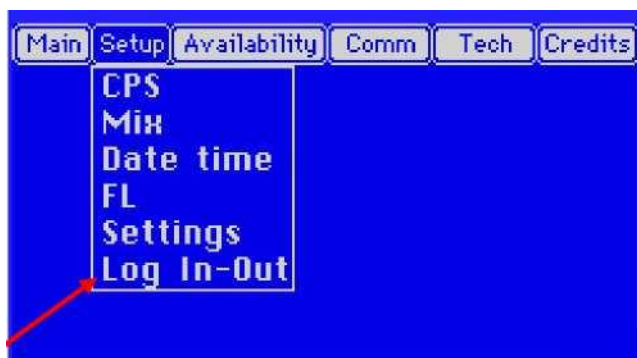 Main Setup Availability Comm Tech Credits
CPS
Mix
Date time
FL
Settings
Log In-Out